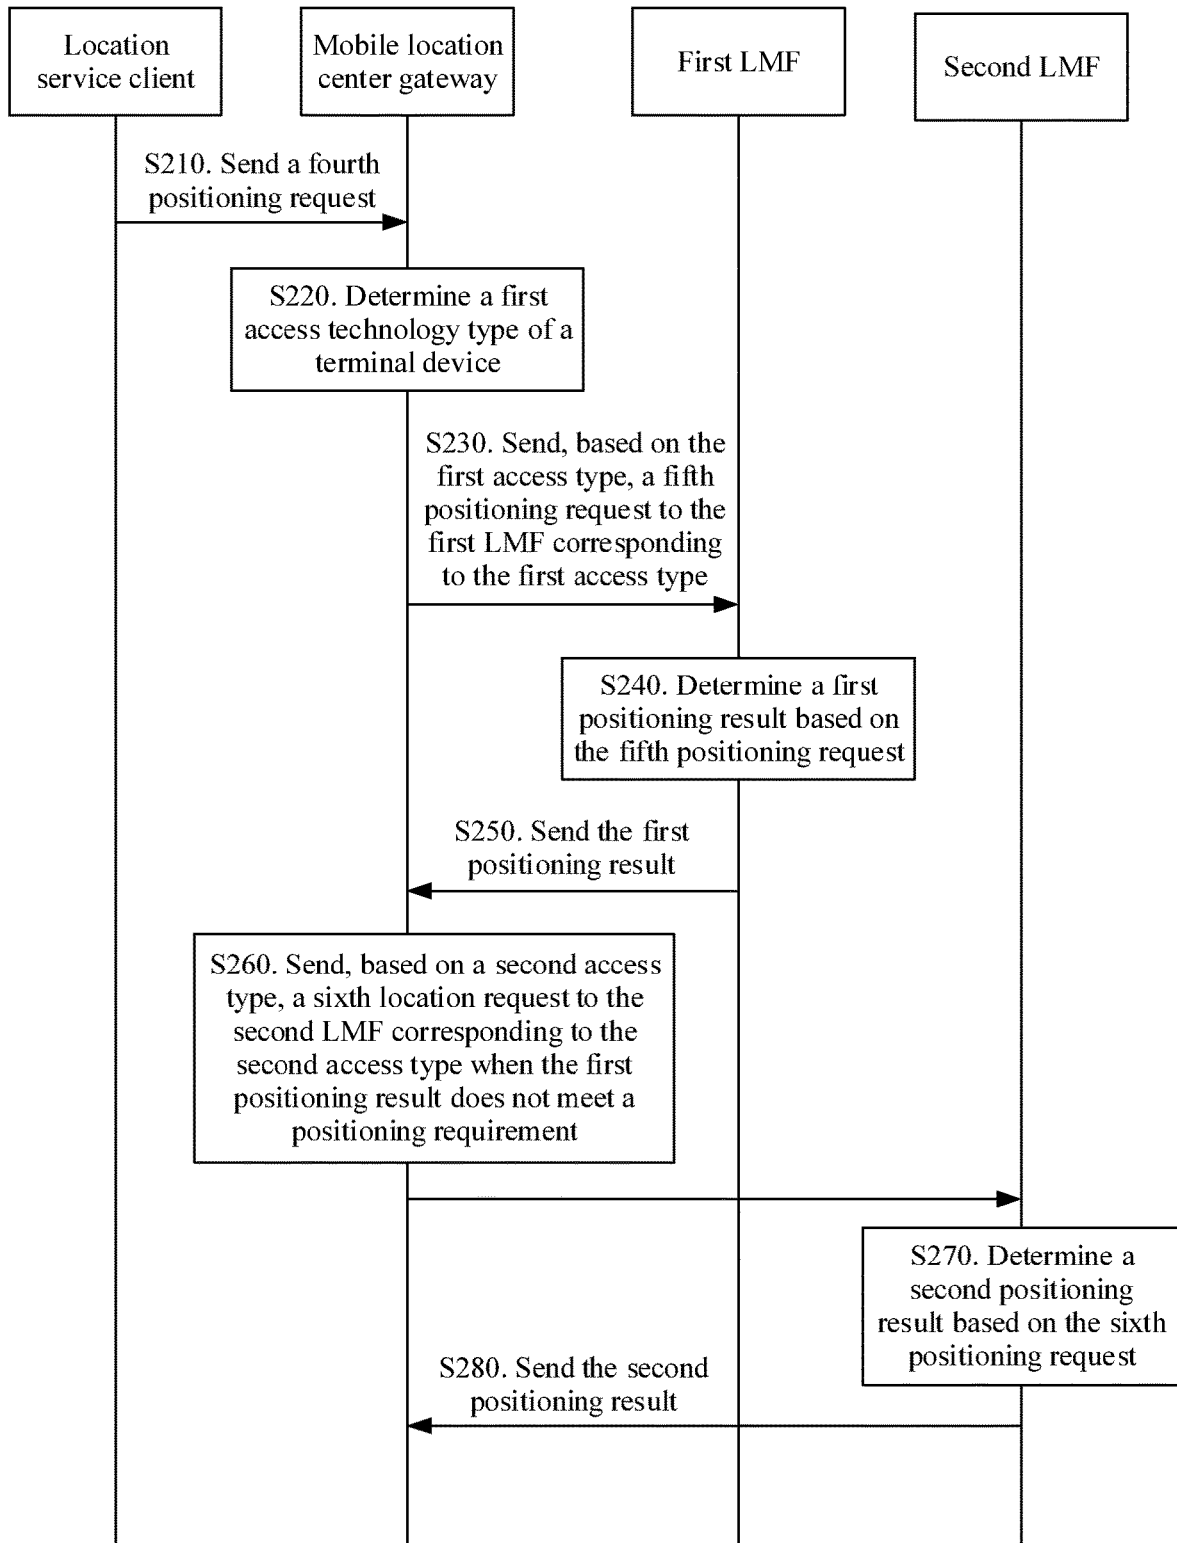 Location
service client
Mobile location
center gateway
First LMF
Second LMF
S210. Send a fourth
positioning request
S220. Determine a first
access technology type of a
terminal device
S230. Send, based on the
first access type, a fifth
positioning request to the
first LMF corresponding
to the first access type
S240. Determine a first
positioning result based on
the fifth positioning request
S250. Send the first
positioning result
S260. Send, based on a second access
type, a sixth location request to the
second LMF corresponding to the
second access type when the first
positioning result does not meet a
positioning requirement
S270. Determine a
second positioning
result based on the sixth
positioning request
S280. Send the second
positioning result